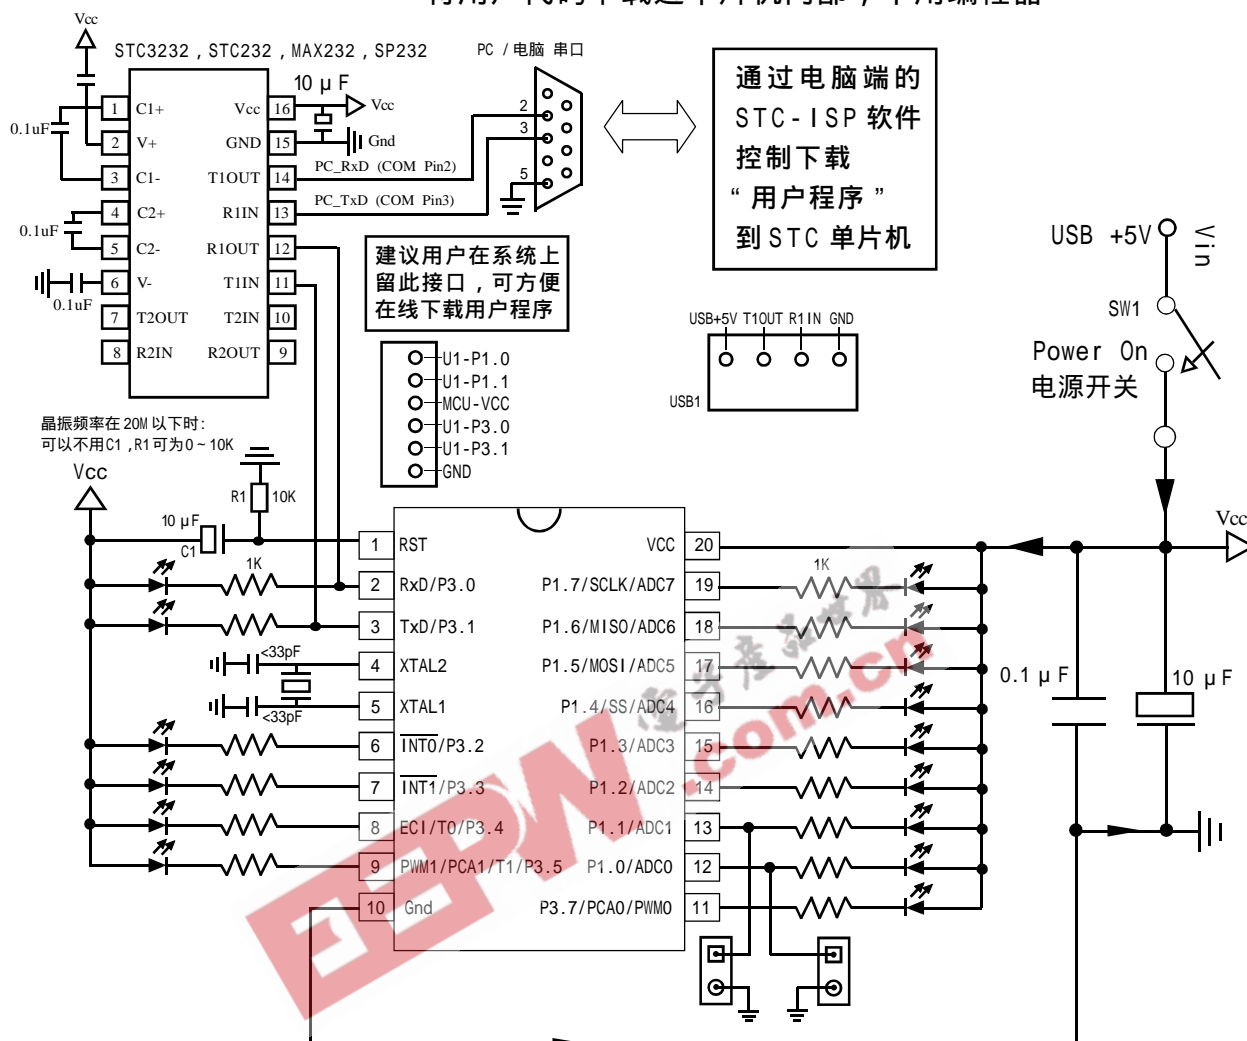 Vcc
STC3232 , STC232 , MAX232 , SP232
10 μ F
1 C1+ Vcc 16 Vcc
0.1uF
2 V+ GND 15 Gnd
3 C1- T1OUT 14
4 C2+ R1IN 13
0.1uF
5 C2- R1OUT 12
6 V- T1IN 11
0.1uF
7 T2OUT T2IN 10
8 R2IN R2OUT 9
PC / 电脑 串口
2
3
5
PC_RxD (COM Pin2)
PC_TxD (COM Pin3)
通过电脑端的
STC-ISP 软件
控制下载
“ 用户程序 ”
到 STC 单片机
建议用户在系统上
留此接口 , 可方便
在线下载用户程序
U1-P1.0
U1-P1.1
MCU-VCC
U1-P3.0
U1-P3.1
GND
USB+5V T1OUT R1IN GND
USB1
USB +5V
Vin
SW1
Power On
电源开关
晶振频率在 20M 以下时:
可以不用C1 ,R1可为0 ~ 10K
Vcc
R1 10K
10 μF
C1
1K
<33pF
<33pF
1 RST VCC 20
2 RxD/P3.0 P1.7/SCLK/ADC7 19
3 TxD/P3.1 P1.6/MISO/ADC6 18
4 XTAL2 P1.5/MOSI/ADC5 17
5 XTAL1 P1.4/SS/ADC4 16
6 INT0/P3.2 P1.3/ADC3 15
7 INT1/P3.3 P1.2/ADC2 14
8 ECI/T0/P3.4 P1.1/ADC1 13
9 PWM1/PCA1/T1/P3.5 P1.0/ADC0 12
10 Gnd P3.7/PCA0/PWM0 11
1K
Vcc
0.1 μ F
10 μ F
電子產品世界
EEPW.com.cn